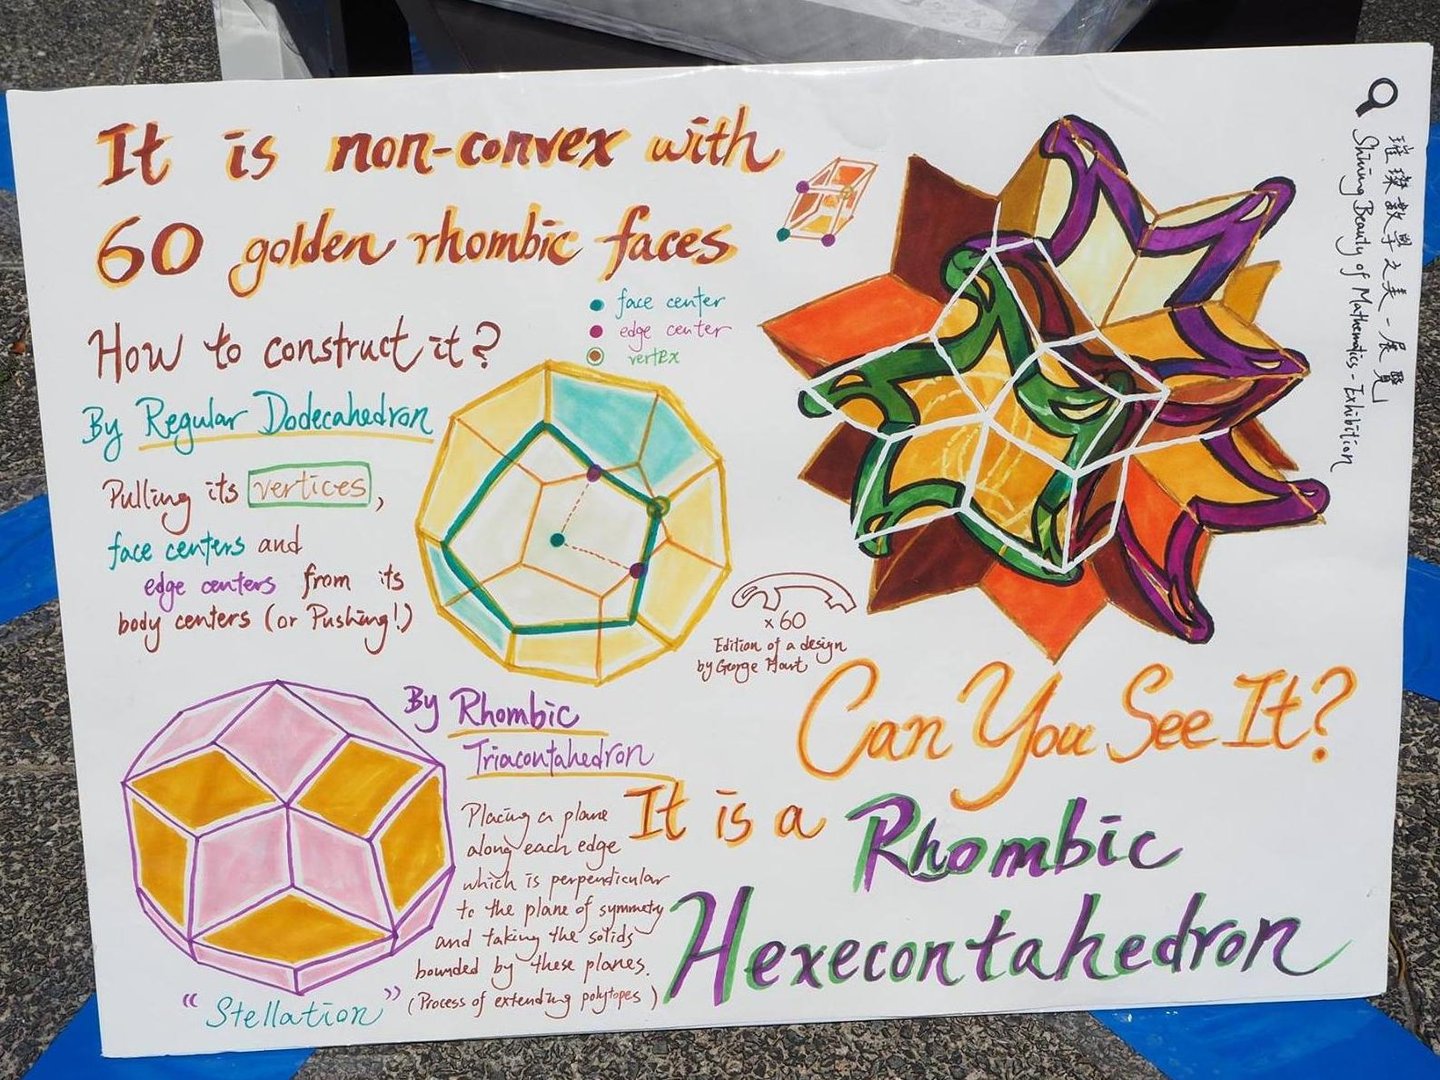 It is non-convex with
60 golden rhombic faces
face center
edge center
vertex
How to construct it?
By Regular Dodecahedron
Pulling its vertices,
face centers and
edge centers from its
body centers (or Pushing!)
× 60
Edition of a design
by George Hart
By Rhombic
Triacontahedron
Placing a plane
along each edge
which is perpendicular
to the plane of symmetry
and taking the solids
bounded by these planes.
(Process of extending polytopes)
"Stellation"
Can You See It?
It is a Rhombic
Hexecontahedron
璀璨數學之美-展覽
Shining Beauty of Mathematics-Exhibition